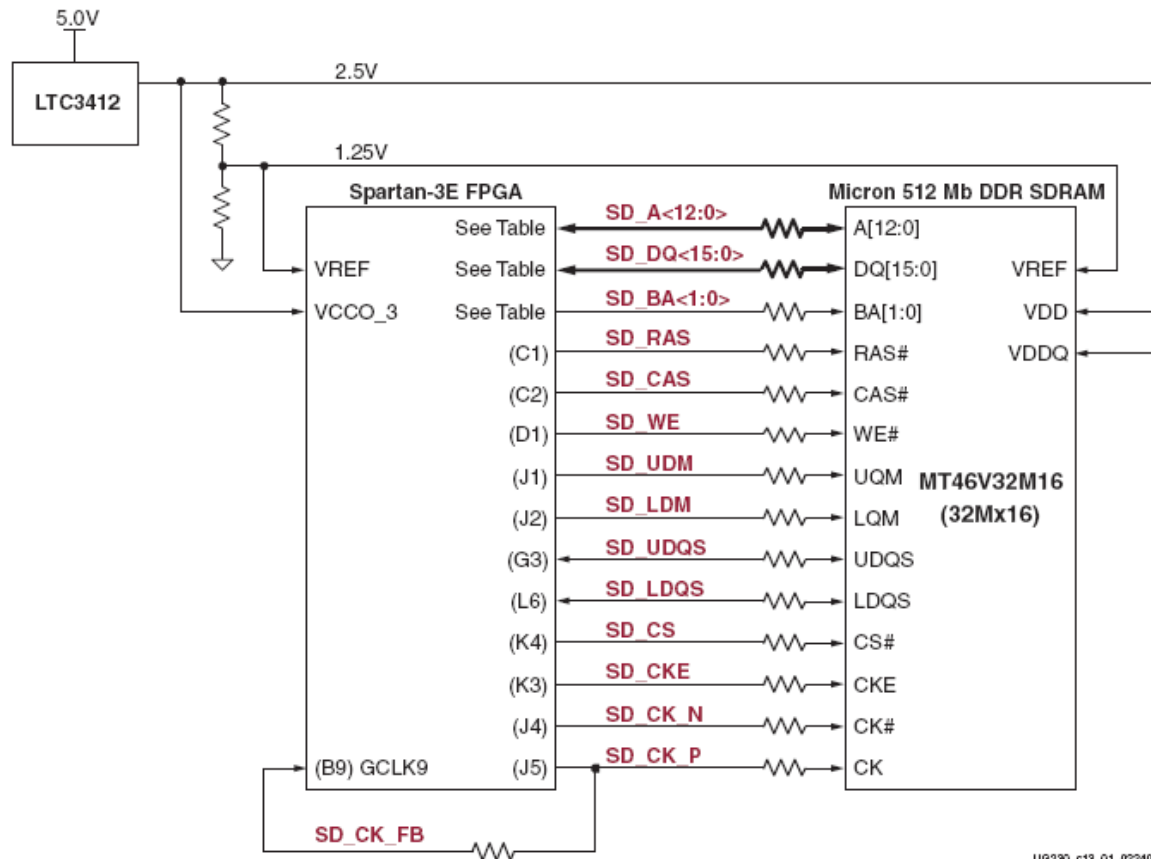 5.0V
LTC3412
2.5V
1.25V
Spartan-3E FPGA
Micron 512 Mb DDR SDRAM
See Table
SD_A<12:0>
A[12:0]
VREF
See Table
SD_DQ<15:0>
DQ[15:0]
VREF
VCCO_3
See Table
SD_BA<1:0>
BA[1:0]
VDD
(C1)
SD_RAS
RAS#
VDDQ
(C2)
SD_CAS
CAS#
(D1)
SD_WE
WE#
(J1)
SD_UDM
UQM
MT46V32M16
(32Mx16)
(J2)
SD_LDM
LQM
(G3)
SD_UDQS
UDQS
(L6)
SD_LDQS
LDQS
(K4)
SD_CS
CS#
(K3)
SD_CKE
CKE
(J4)
SD_CK_N
CK#
(B9) GCLK9
(J5)
SD_CK_P
CK
SD_CK_FB